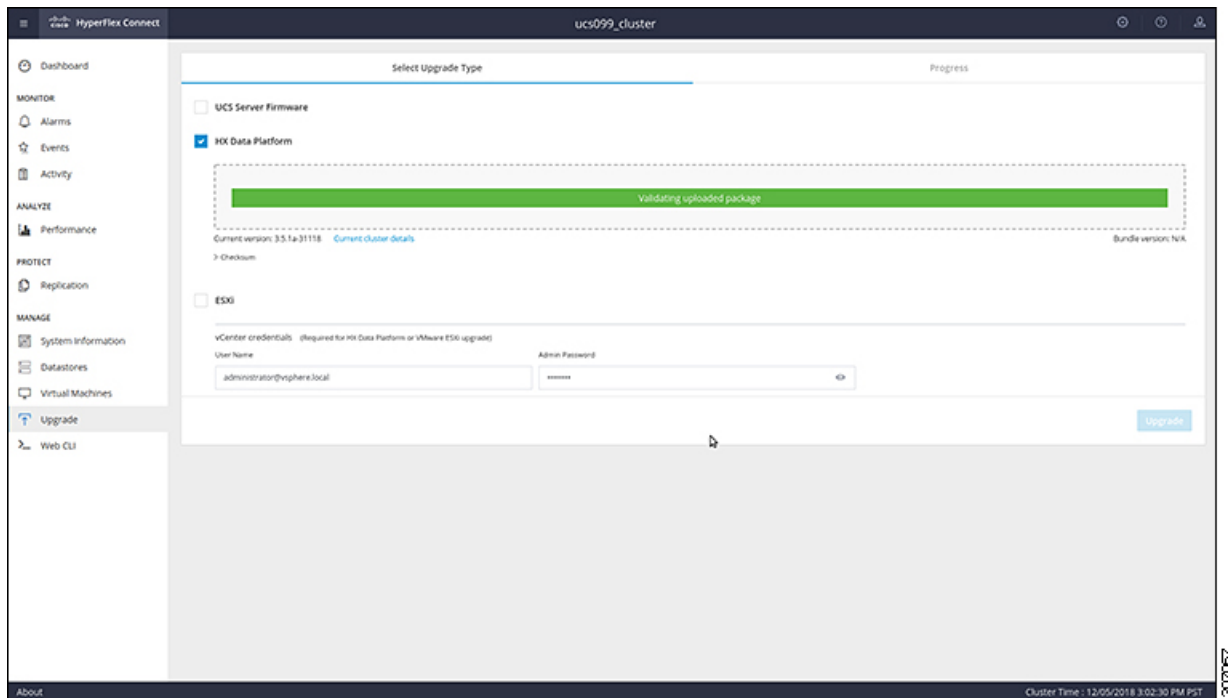 cisco HyperFlex Connect
ucs099_cluster
Dashboard
MONITOR
Alarms
Events
Activity
ANALYZE
Performance
PROTECT
Replication
MANAGE
System Information
Datastores
Virtual Machines
Upgrade
Web CLI
Select Upgrade Type
Progress
UCS Server Firmware
HX Data Platform
Validating uploaded package
Current version: 3.5.1a-31118 Current cluster details
Bundle version: N/A
Checksum
ESXi
vCenter credentials (Required for HX Data Platform or VMware ESXi upgrade)
User Name
Admin Password
administrator@vsphere.local
••••••••
Upgrade
About
Cluster Time : 12/05/2018 3:02:30 PM PST